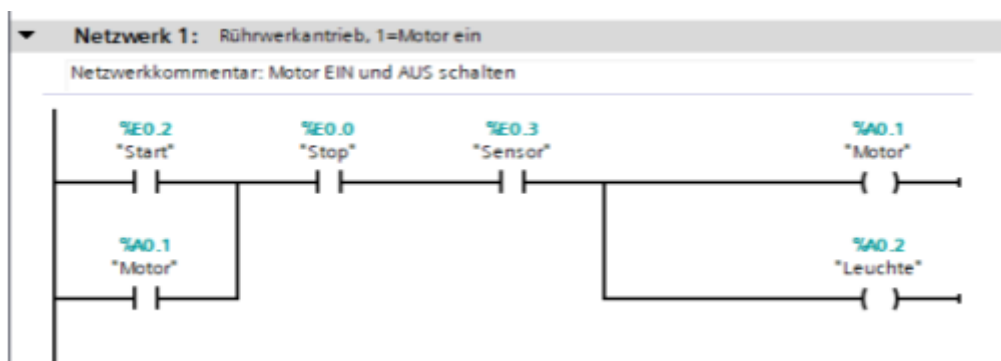 Netzwerk 1: Rührwerkantrieb, 1=Motor ein
Netzwerkkommentar: Motor EIN und AUS schalten
%E0.2 %E0.0 %E0.3 %A0.1
"Start" "Stop" "Sensor" "Motor"
%A0.1 %A0.2
"Motor" "Leuchte"